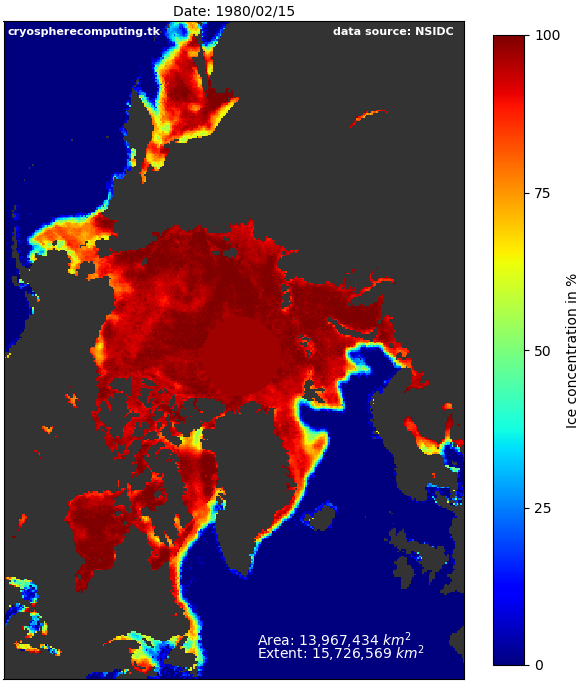 Date: 1980/02/15
cryospherecomputing.tk
data source: NSIDC
100
75
50
25
0
Ice concentration in %
Area: 13,967,434 km²
Extent: 15,726,569 km²